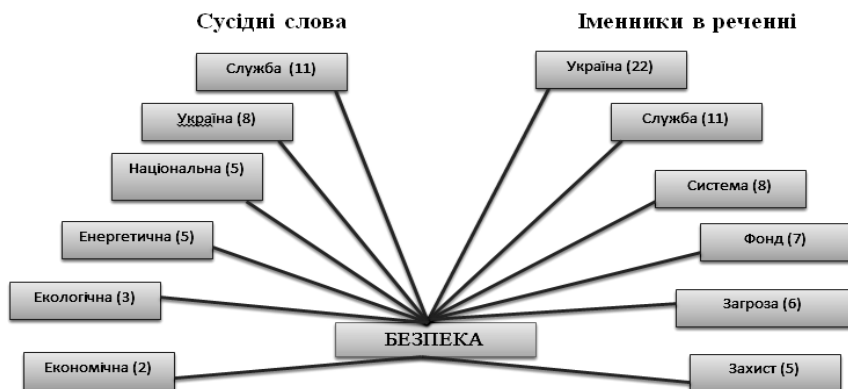 Сусідні слова
Іменники в реченні
Служба (11)
Україна (22)
Україна (8)
Служба (11)
Національна (5)
Система (8)
Енергетична (5)
Фонд (7)
Екологічна (3)
Загроза (6)
БЕЗПЕКА
Економічна (2)
Захист (5)